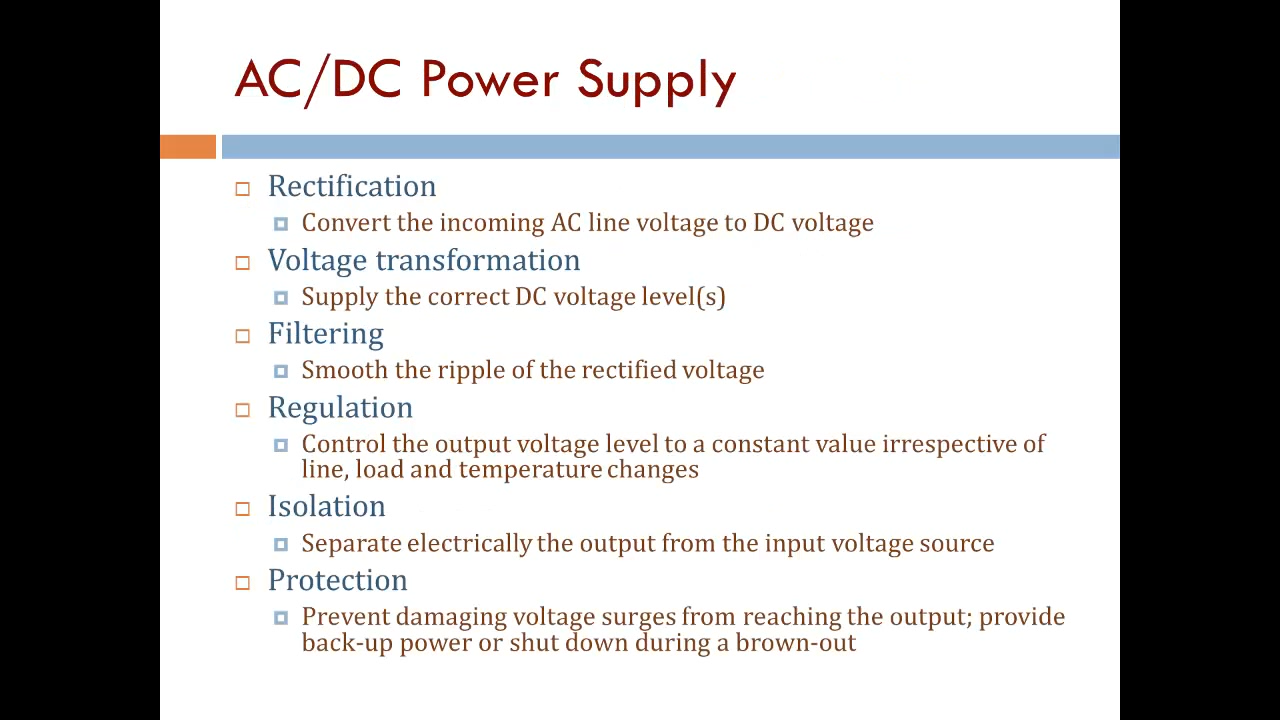 AC/DC Power Supply
Rectification
Convert the incoming AC line voltage to DC voltage
Voltage transformation
Supply the correct DC voltage level(s)
Filtering
Smooth the ripple of the rectified voltage
Regulation
Control the output voltage level to a constant value irrespective of
line, load and temperature changes
Isolation
Separate electrically the output from the input voltage source
Protection
Prevent damaging voltage surges from reaching the output; provide
back-up power or shut down during a brown-out